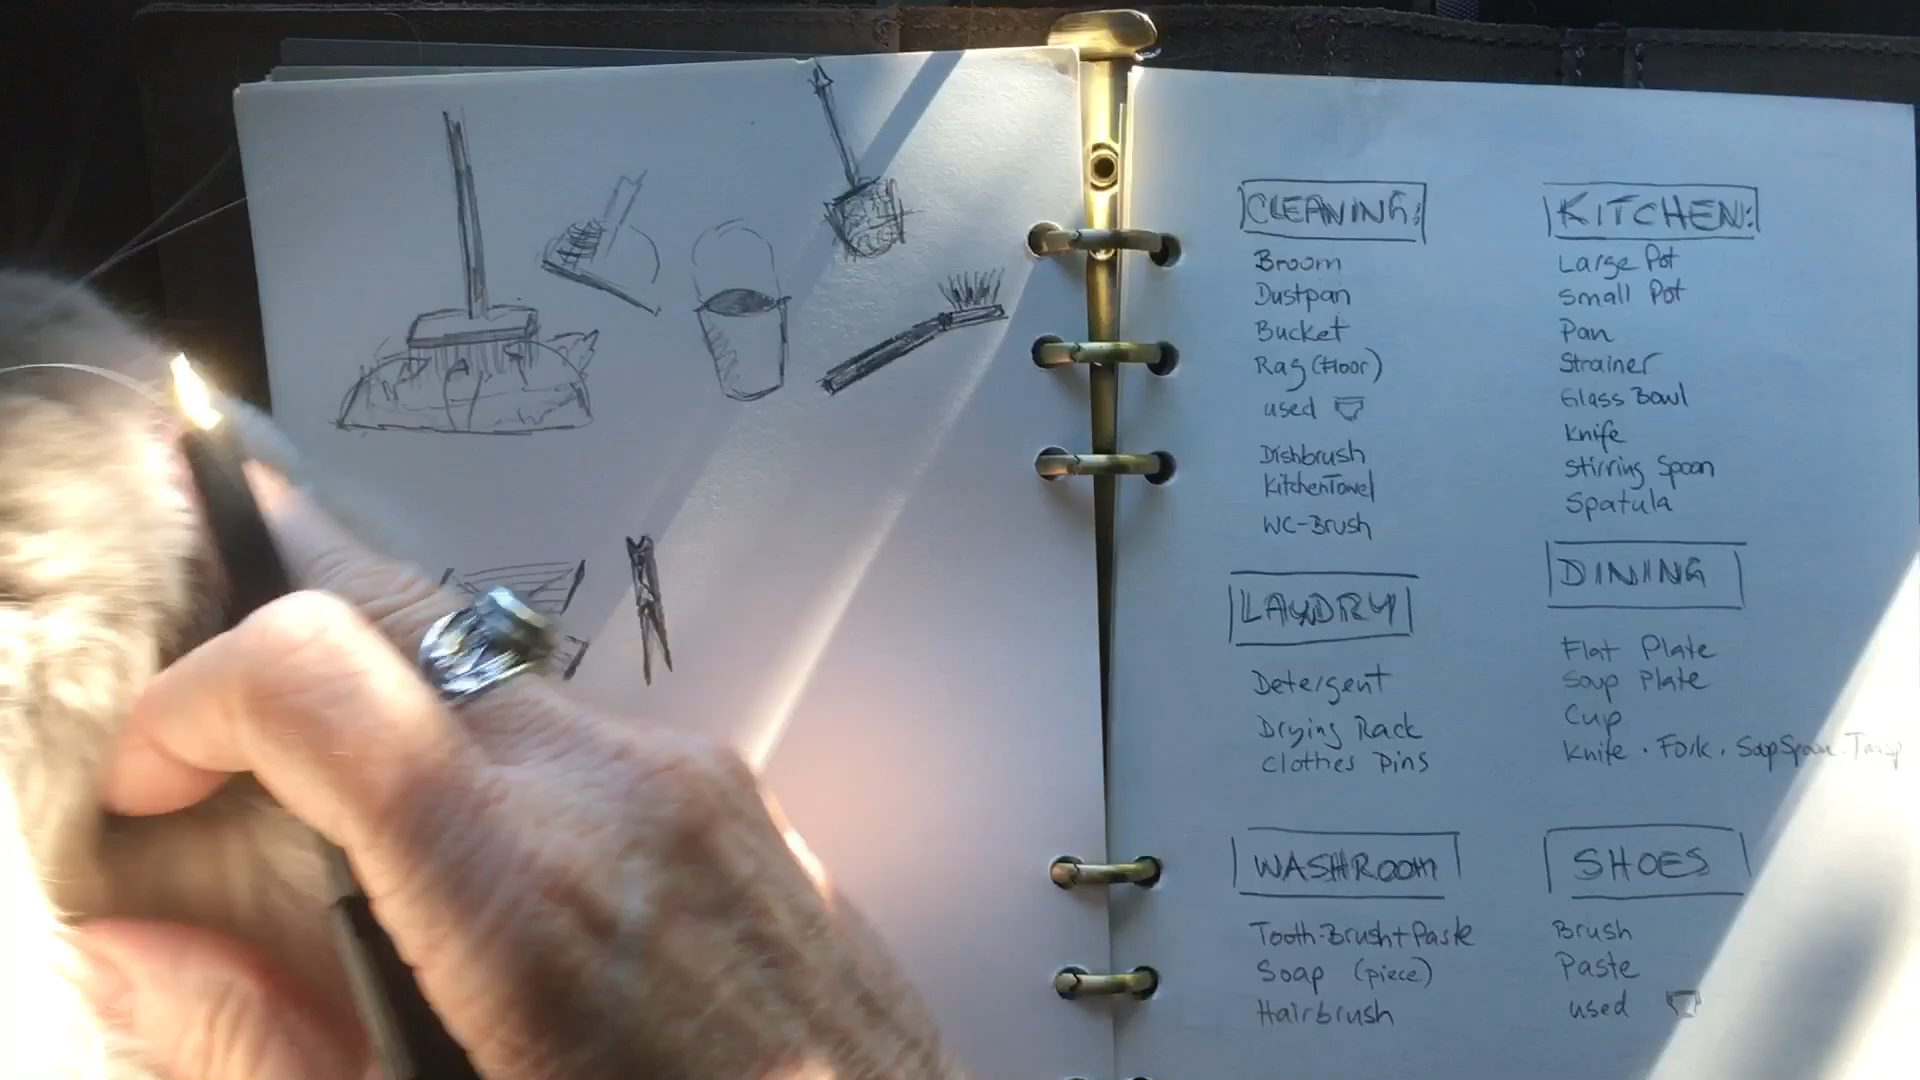 CLEANING:
Broom
Dustpan
Bucket
Rag (Floor)
used
Dishbrush
KitchenTowel
WC-Brush
LAUDRY
Detergent
Drying Rack
Clothes Pins
WASHROOM
Tooth-Brush+Paste
Soap (piece)
Hairbrush
KITCHEN:
Large Pot
Small Pot
Pan
Strainer
Glass Bowl
Knife
Stirring Spoon
Spatula
DINING
Flat Plate
Soup Plate
Cup
Knife . Fork . SoupSpoon .
SHOES
Brush
Paste
used